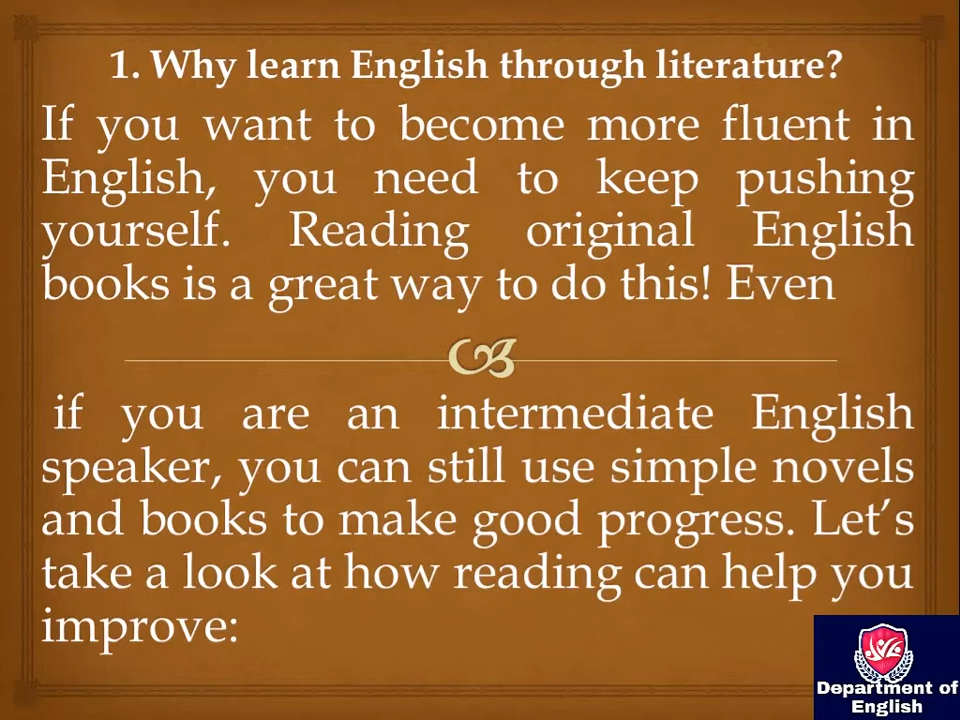 1. Why learn English through literature?
If you want to become more fluent in
English, you need to keep pushing
yourself. Reading original English
books is a great way to do this! Even
if you are an intermediate English
speaker, you can still use simple novels
and books to make good progress. Let’s
take a look at how reading can help you
improve:
Department of
English